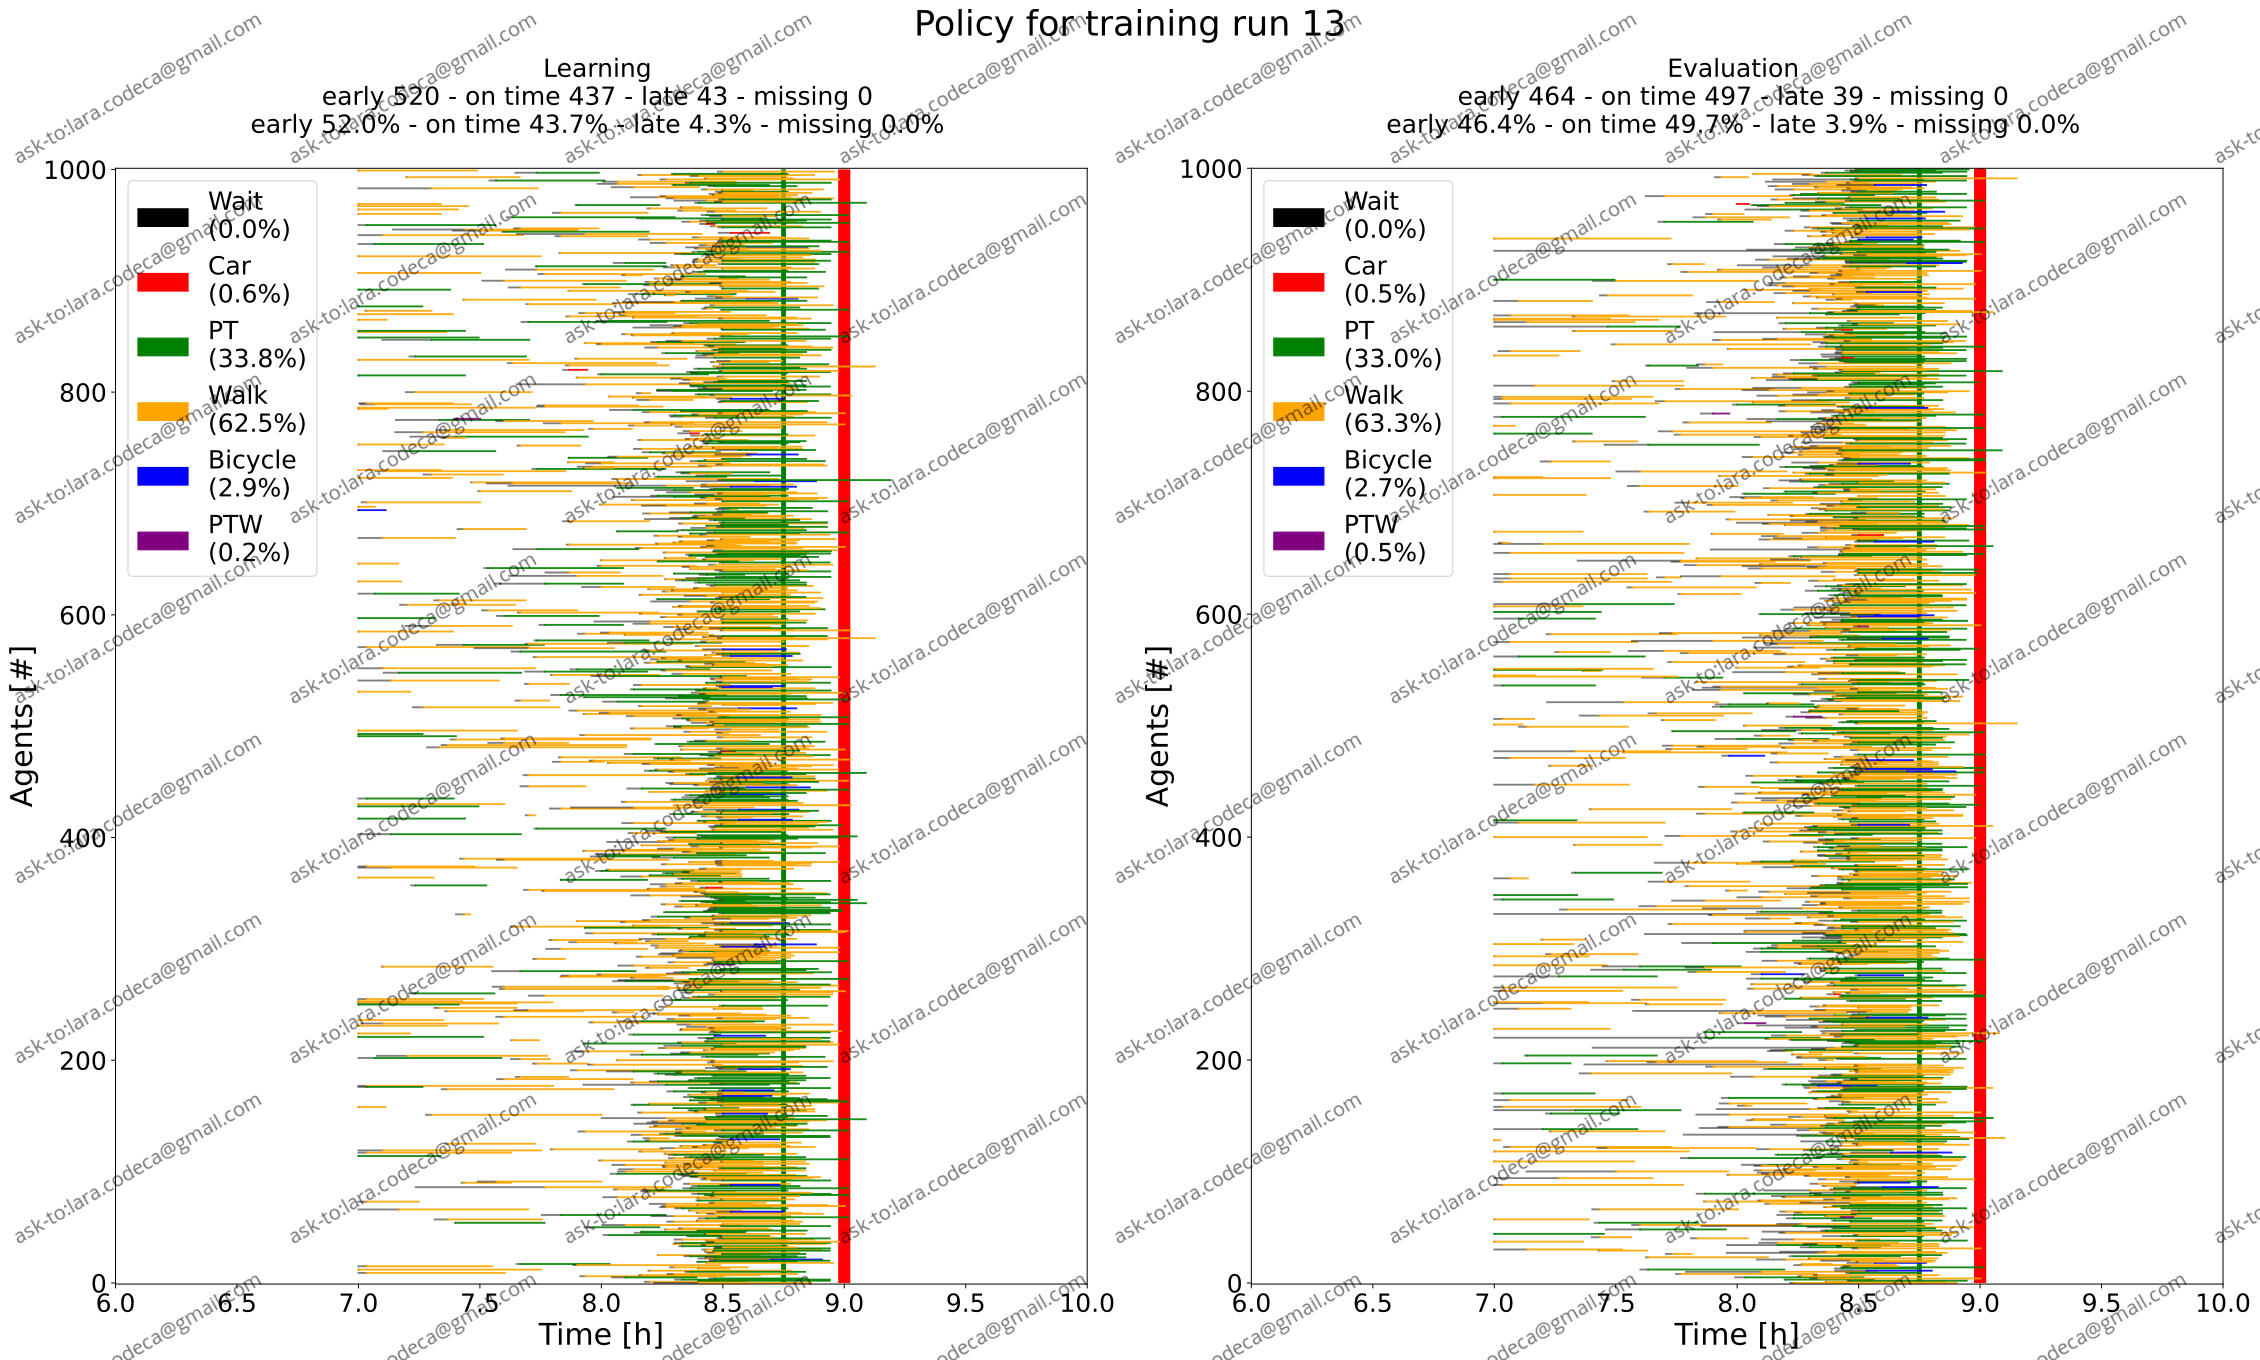 Policy for training run 13
Learning
early 520 - on time 437 - late 43 - missing 0
early 52.0% - on time 43.7% - late 4.3% - missing 0.0%
1000
800
600
400
200
0
Agents [#]
Wait
(0.0%)
Car
(0.6%)
PT
(33.8%)
Walk
(62.5%)
Bicycle
(2.9%)
PTW
(0.2%)
6.0 6.5 7.0 7.5 8.0 8.5 9.0 9.5 10.0
Time [h]
Evaluation
early 464 - on time 497 - late 39 - missing 0
early 46.4% - on time 49.7% - late 3.9% - missing 0.0%
1000
800
600
400
200
0
Agents [#]
Wait
(0.0%)
Car
(0.5%)
PT
(33.0%)
Walk
(63.3%)
Bicycle
(2.7%)
PTW
(0.5%)
6.0 6.5 7.0 7.5 8.0 8.5 9.0 9.5 10.0
Time [h]
ask-to:lara.codeca@gmail.com